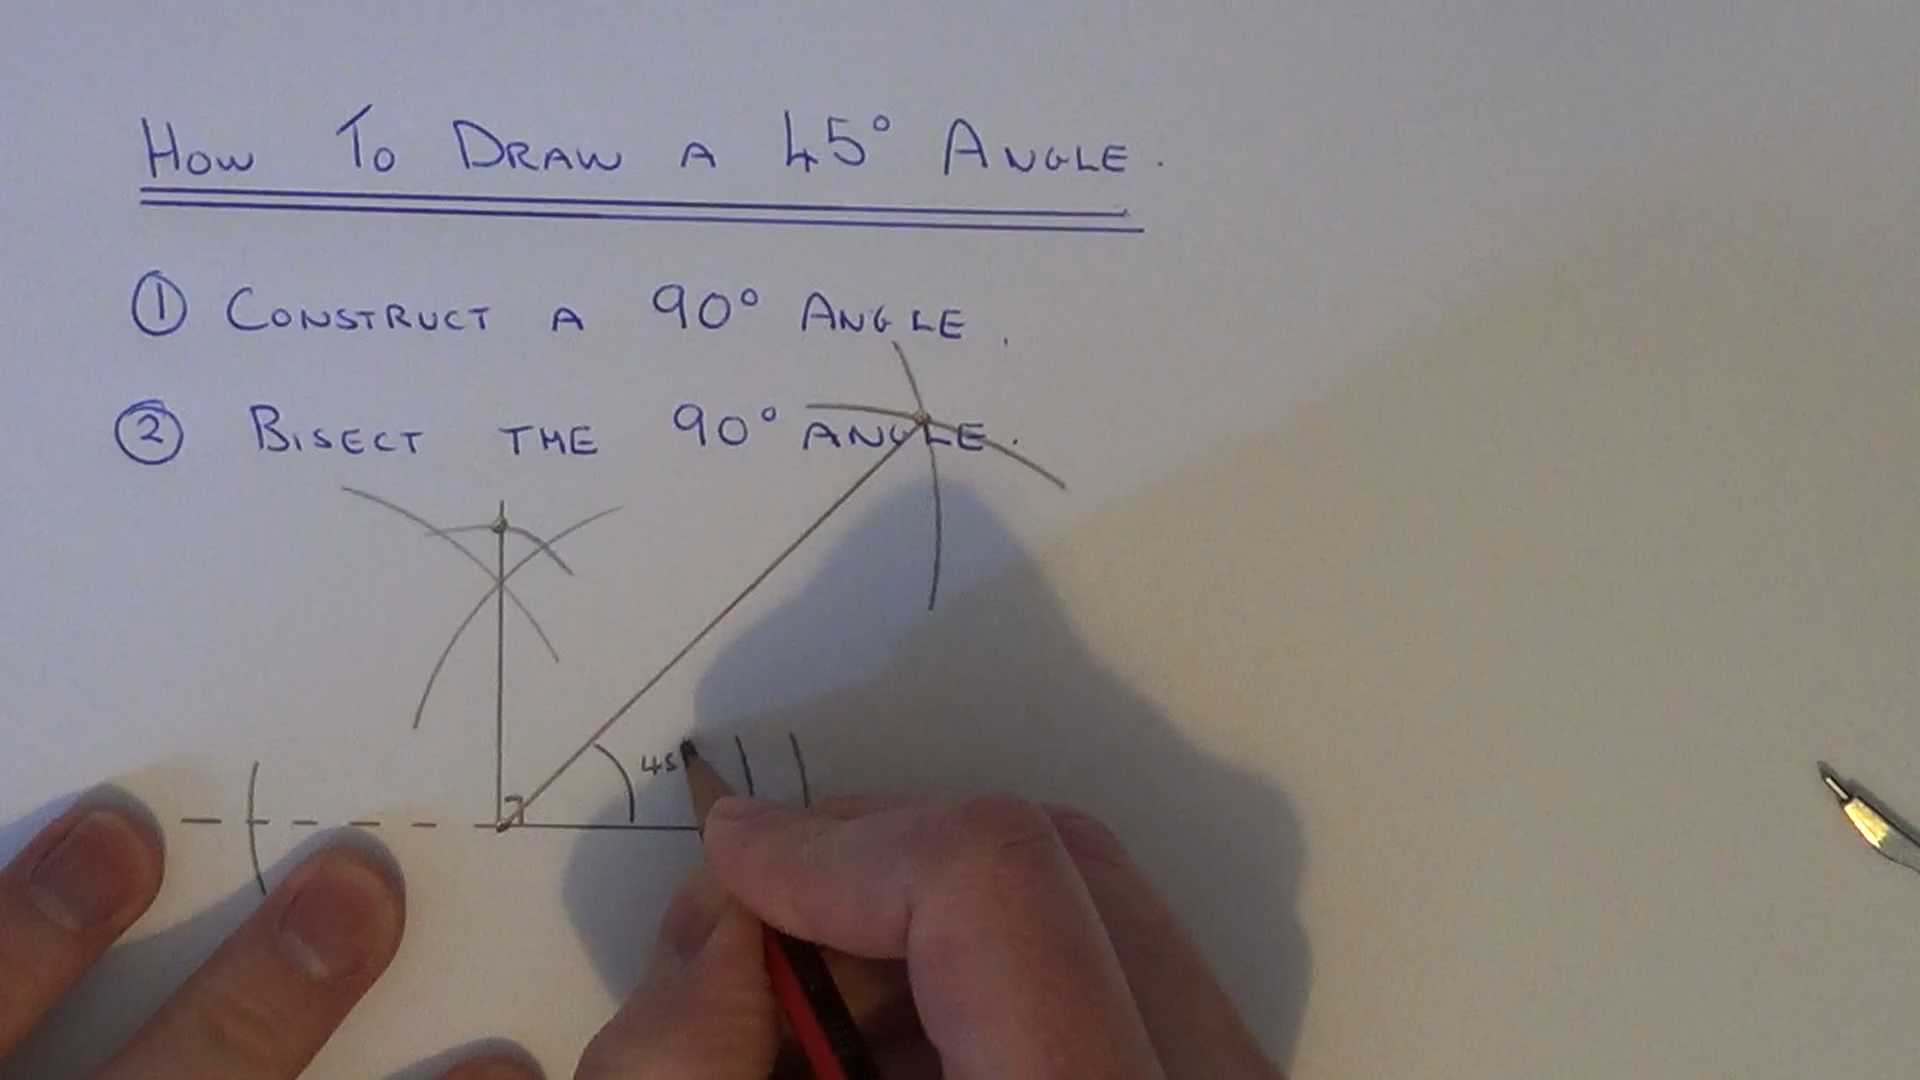 HOW TO DRAW A 45° ANGLE.
① CONSTRUCT A 90° ANGLE.
② BISECT THE 90° ANGLE.
45